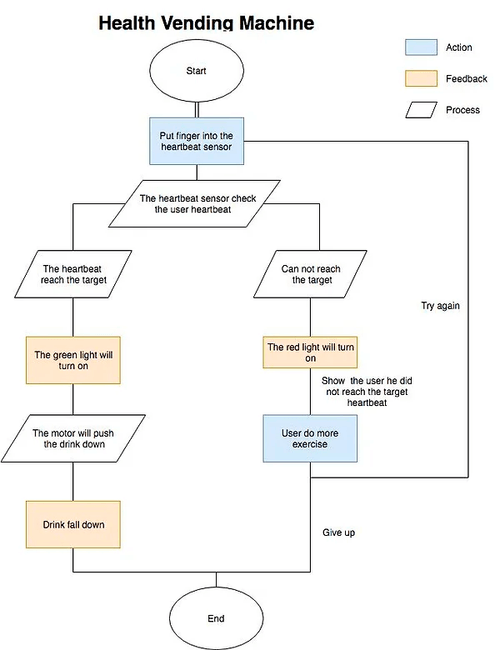 Health Vending Machine
Start
Action
Feedback
Process
Put finger into the
heartbeat sensor
The heartbeat sensor check
the user heartbeat
The heartbeat
reach the target
Can not reach
the target
Try again
The green light will
turn on
The red light will turn
on
Show the user he did
not reach the target
heartbeat
The motor will push
the drink down
User do more
exercise
Drink fall down
Give up
End